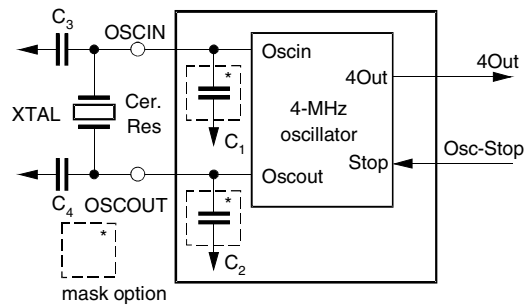 C3
OSCIN
Oscin
*
4Out
4Out
XTAL
Cer.
Res
4-MHz
oscillator
C1
Stop
Osc-Stop
C4
OSCOUT
Oscout
*
*
C2
mask option